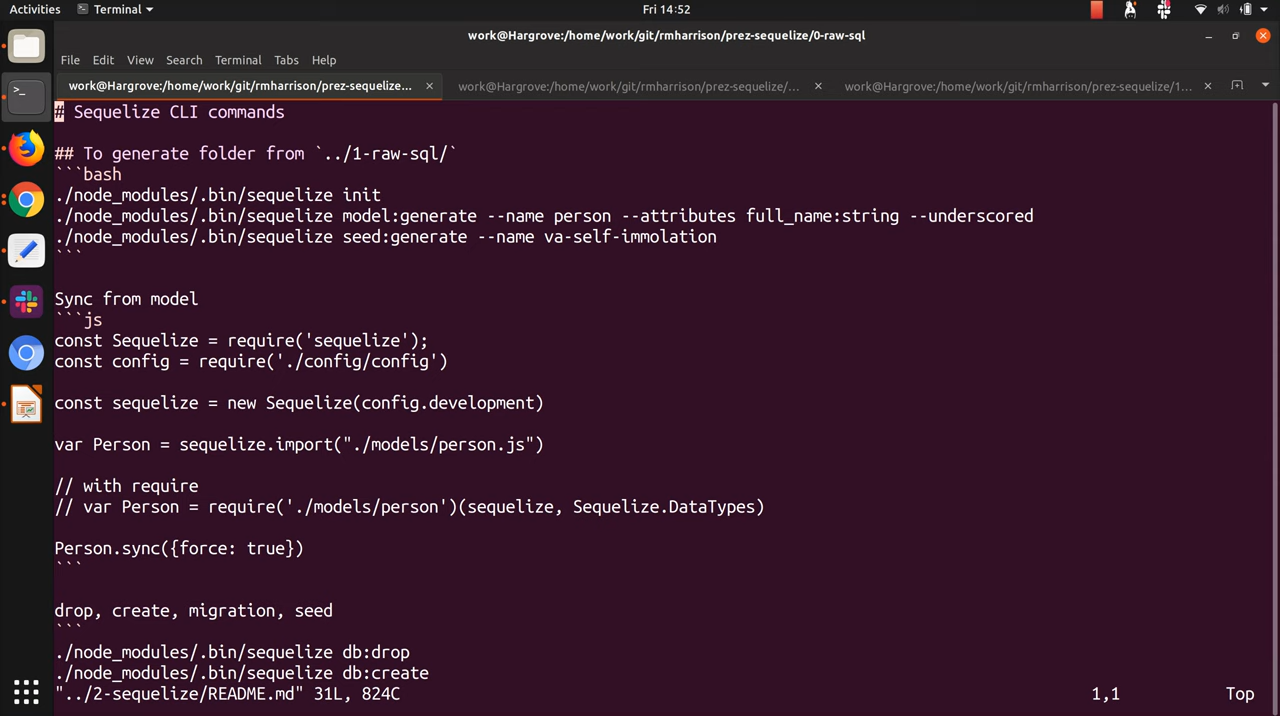 Activities
Terminal
Fri 14:52
work@Hargrove:/home/work/git/rmharrison/prez-sequelize/0-raw-sql
File Edit View Search Terminal Tabs Help
work@Hargrove:/home/work/git/rmharrison/prez-sequelize...
work@Hargrove:/home/work/git/rmharrison/prez-sequelize/...
work@Hargrove:/home/work/git/rmharrison/prez-sequelize/1...
# Sequelize CLI commands
## To generate folder from `../1-raw-sql/`
```bash
./node_modules/.bin/sequelize init
./node_modules/.bin/sequelize model:generate --name person --attributes full_name:string --underscored
./node_modules/.bin/sequelize seed:generate --name va-self-immolation
```
Sync from model
```js
const Sequelize = require('sequelize');
const config = require('./config/config')
const sequelize = new Sequelize(config.development)
var Person = sequelize.import("./models/person.js")
// with require
// var Person = require('./models/person')(sequelize, Sequelize.DataTypes)
Person.sync({force: true})
```
drop, create, migration, seed
```
./node_modules/.bin/sequelize db:drop
./node_modules/.bin/sequelize db:create
"../2-sequelize/README.md" 31L, 824C
1,1
Top